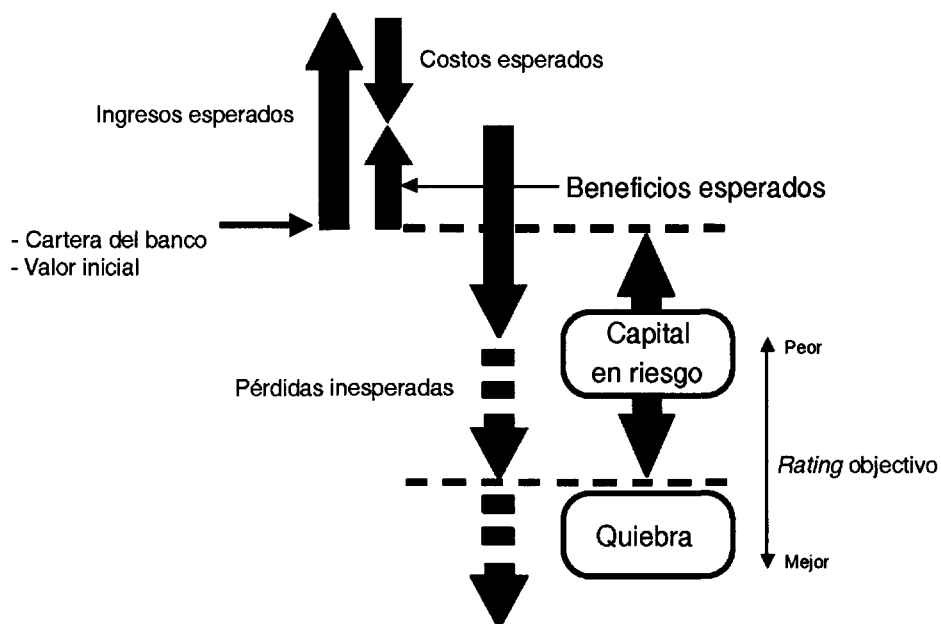 Costos esperados
Ingresos esperados
Beneficios esperados
- Cartera del banco
- Valor inicial
Capital
en riesgo
Peor
Pérdidas inesperadas
Rating objectivo
Quiebra
Mejor